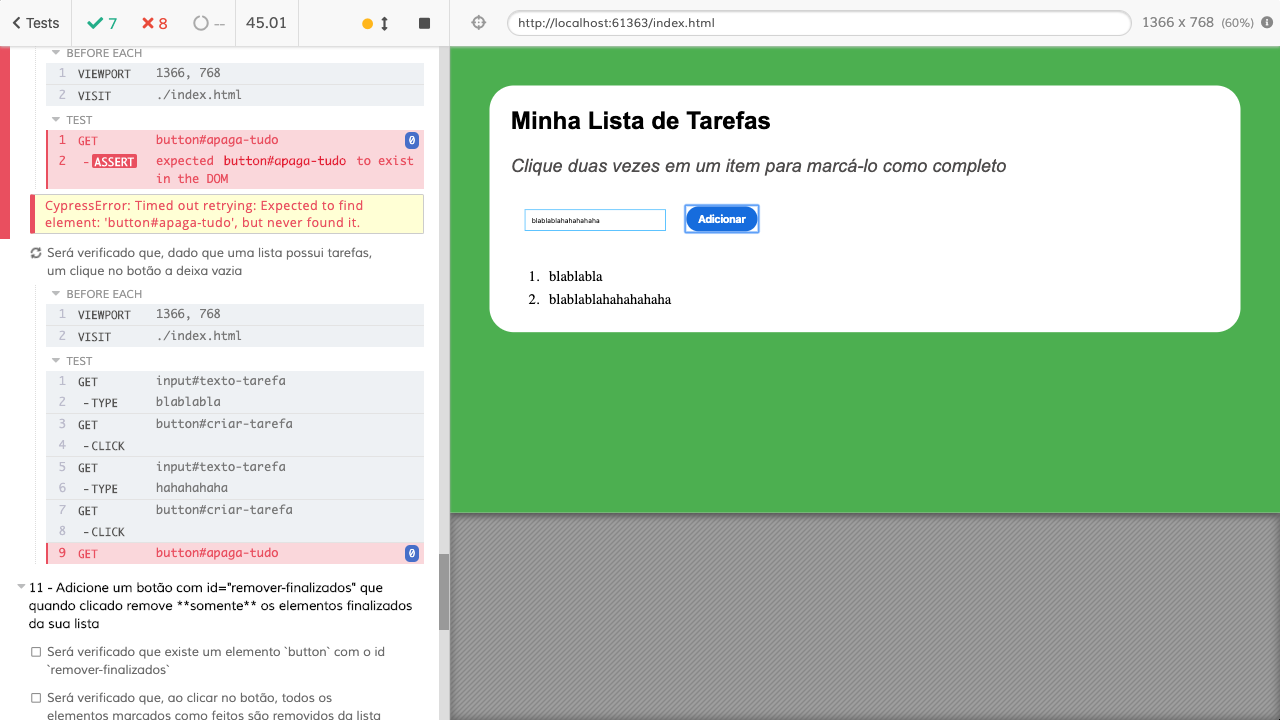 Tests
7
8
--
45.01
http://localhost:61363/index.html
1366 x 768 (60%)
BEFORE EACH
1 VIEWPORT 1366, 768
2 VISIT ./index.html
TEST
1 GET button#apaga-tudo 0
2 -ASSERT expected button#apaga-tudo to exist
in the DOM
CypressError: Timed out retrying: Expected to find
element: 'button#apaga-tudo', but never found it.
Será verificado que, dado que uma lista possui tarefas,
um clique no botão a deixa vazia
BEFORE EACH
1 VIEWPORT 1366, 768
2 VISIT ./index.html
TEST
1 GET input#texto-tarefa
2 -TYPE blablabla
3 GET button#criar-tarefa
4 -CLICK
5 GET input#texto-tarefa
6 -TYPE hahahahaha
7 GET button#criar-tarefa
8 -CLICK
9 GET button#apaga-tudo 0
11 - Adicione um botão com id="remover-finalizados" que
quando clicado remove **somente** os elementos finalizados
da sua lista
Será verificado que existe um elemento `button` com o id
`remover-finalizados`
Será verificado que, ao clicar no botão, todos os
elementos marcados como feitos são removidos da lista
Minha Lista de Tarefas
Clique duas vezes em um item para marcá-lo como completo
blablablahahahahaha
Adicionar
1. blablabla
2. blablablahahahahaha